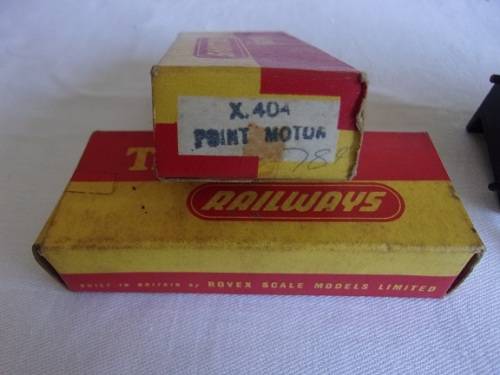 X.404
POINT MOTOR
RAILWAYS
BUILT IN BRITAIN by ROVEX SCALE MODELS LIMITED